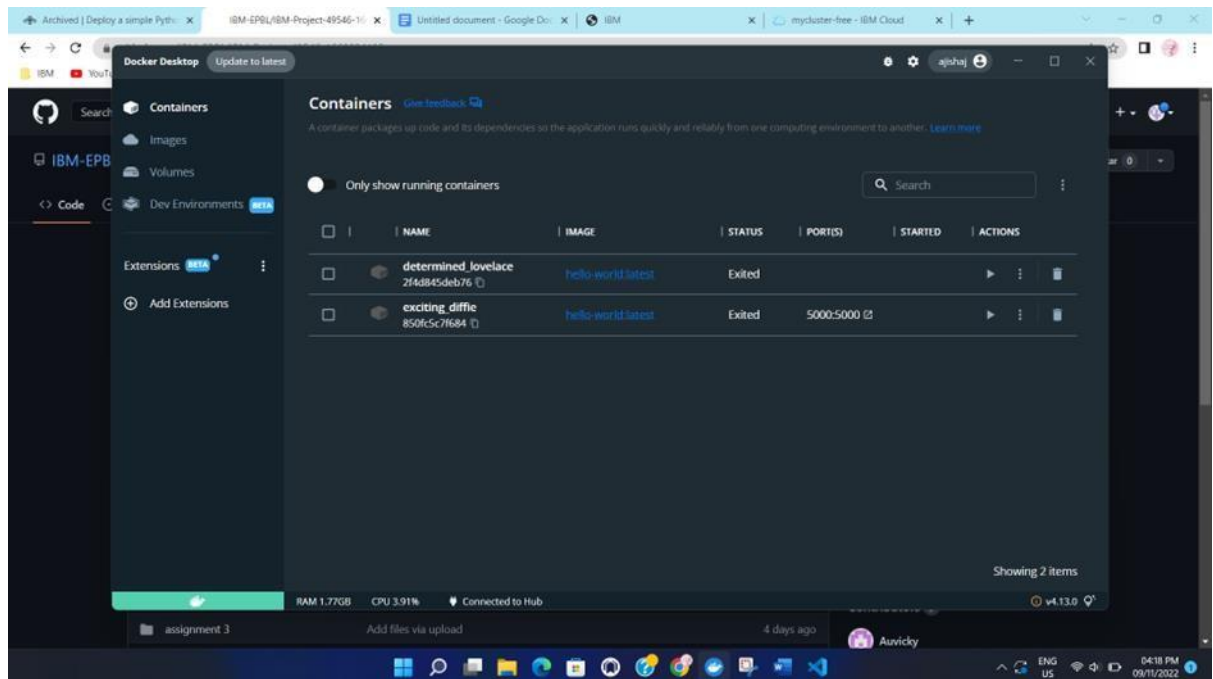 Archived | Deploy a simple Pyth
IBM-EPBL/IBM-Project-49546-16
Untitled document - Google Doc
IBM
mycluster-free - IBM Cloud
IBM
YouTu
Docker Desktop
Update to latest
ajishaj
Search
IBM-EPB
Code
ar 0
Containers
Images
Volumes
Dev Environments BETA
Extensions BETA
Add Extensions
Containers Give feedback
A container packages up code and its dependencies so the application runs quickly and reliably from one computing environment to another. Learn more
Only show running containers
Search
NAME IMAGE STATUS PORT(S) STARTED ACTIONS
determined_lovelace hello-world:latest Exited
2f4d845deb76
exciting_diffie hello-world:latest Exited 5000:5000
850fc5c7f684
Showing 2 items
RAM 1.77GB CPU 3.91% Connected to Hub
v4.13.0
assignment 3 Add files via upload 4 days ago
Auvicky
ENG
US
04:18 PM
09/11/2022
1